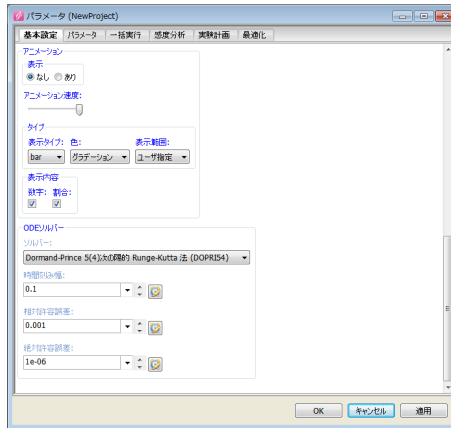 パラメータ (NewProject)
基本設定 パラメータ 一括実行 感度分析 実験計画 最適化
アニメーション
表示
なし あり
アニメーション速度:
タイプ
表示タイプ: 色: 表示範囲:
bar グラデーション ユーザ指定
表示内容
数字: 割合:
ODEソルバー
ソルバー:
Dormand-Prince 5(4)次の陽的 Runge-Kutta 法 (DOPRI54)
時間刻み幅:
0.1
相対許容誤差:
0.001
絶対許容誤差:
1e-06
OK キャンセル 適用